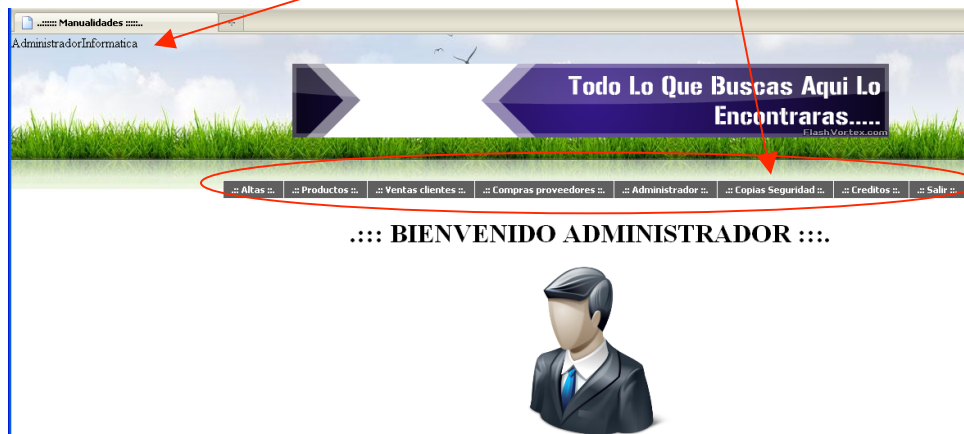 ..:::::: Manualidades :::::..
AdministradorInformatica
Todo Lo Que Buscas Aqui Lo
Encontraras.....
FlashVortex.com
.:: Altas ::. .:: Productos ::. .:: Ventas clientes ::. .:: Compras proveedores ::. .:: Administrador ::. .:: Copias Seguridad ::. .:: Creditos ::. .:: Salir ::.
.::: BIENVENIDO ADMINISTRADOR :::.